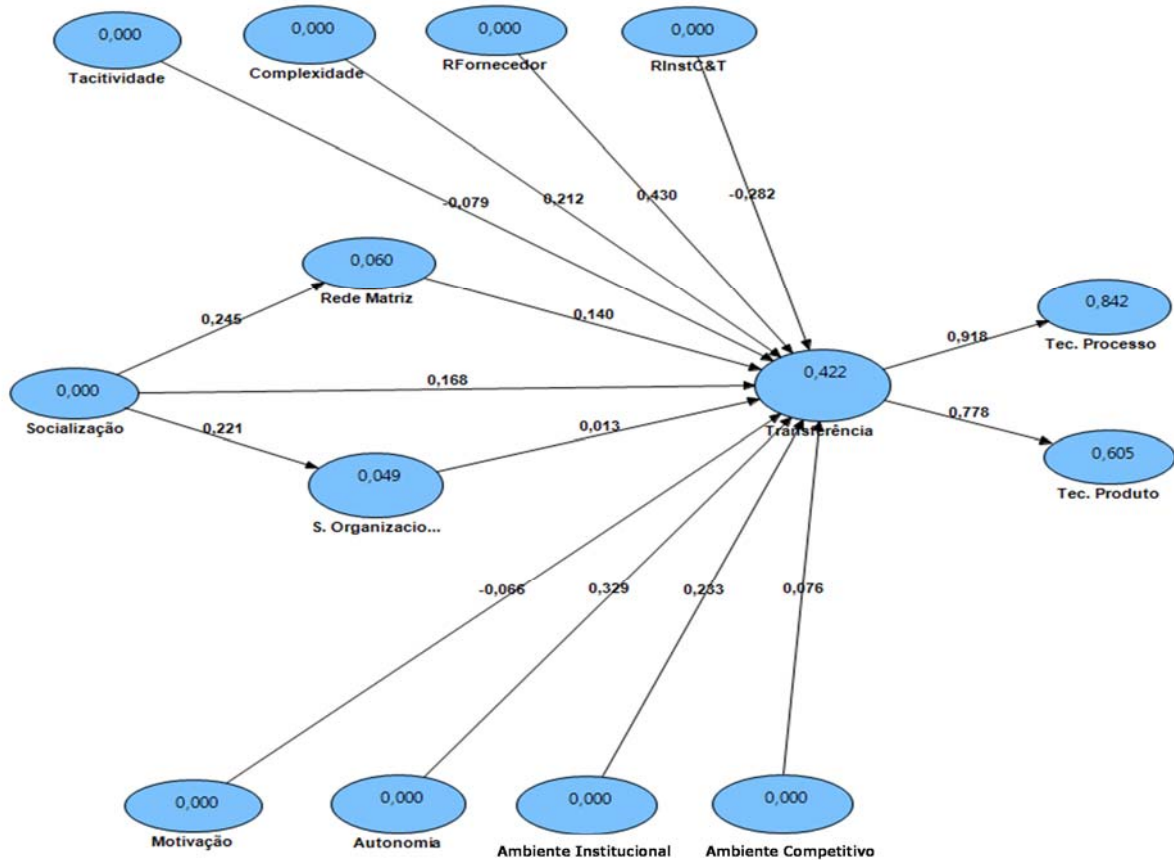 0,000
0,000
0,000
0,000
Tacitividade
Complexidade
RFornecedor
RInstC&T
-0,079
0,212
0,430
-0,282
0,060
Rede Matriz
0,245
0,140
0,842
Tec. Processo
0,918
0,000
Socialização
0,168
0,422
Transferência
0,221
0,013
0,778
0,605
Tec. Produto
0,049
S. Organizacio...
-0,066
0,329
0,233
0,076
0,000
0,000
0,000
0,000
Motivação
Autonomia
Ambiente Institucional
Ambiente Competitivo